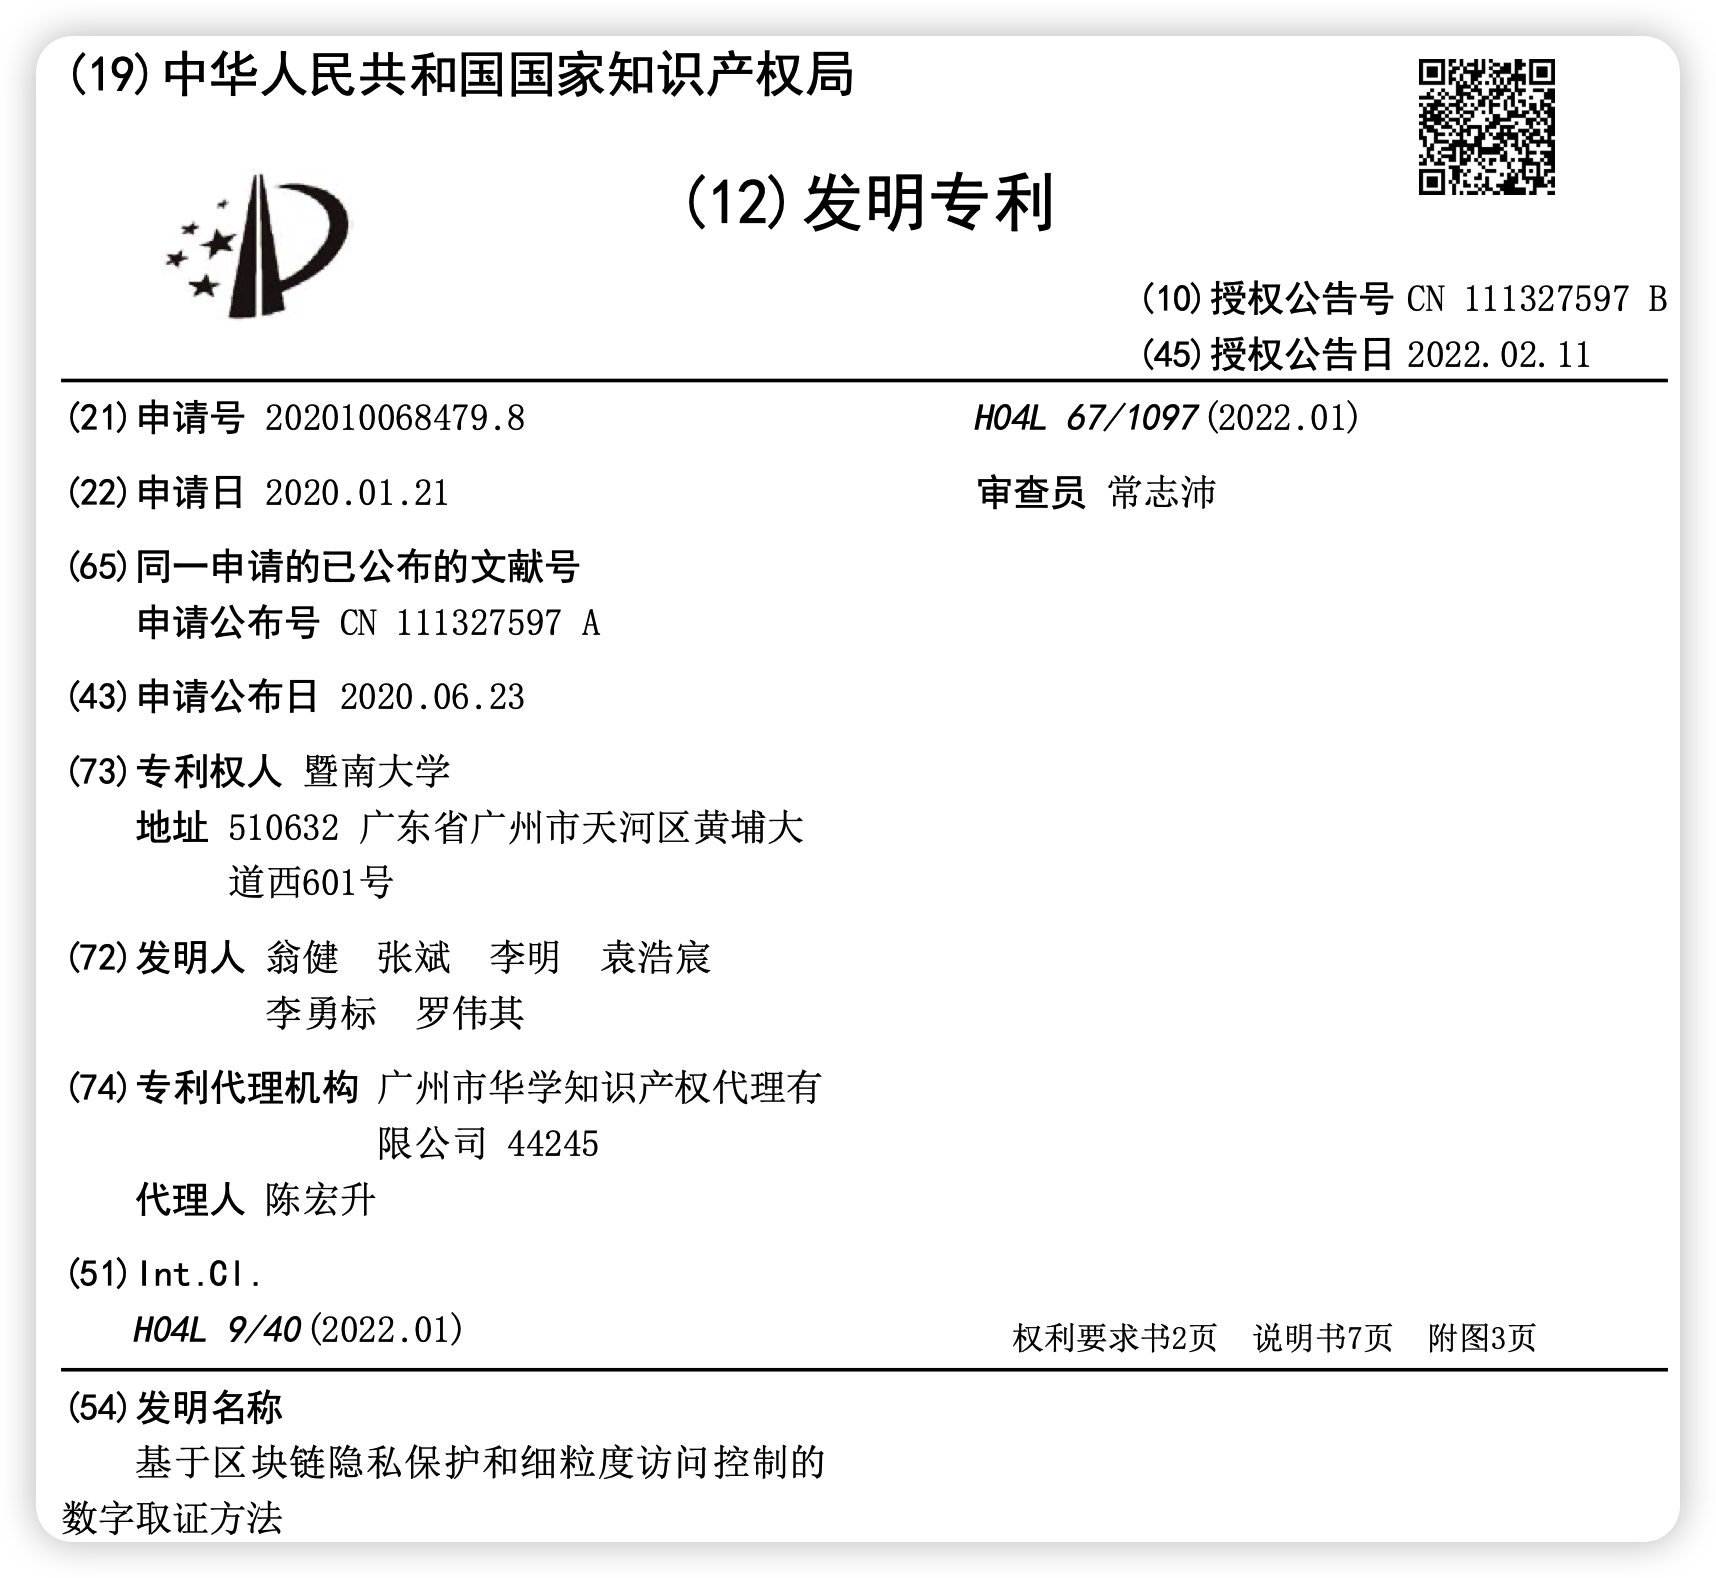 (19)中华人民共和国国家知识产权局
(12)发明专利
(10)授权公告号 CN 111327597 B
(45)授权公告日 2022.02.11
(21)申请号 202010068479.8
(22)申请日 2020.01.21
(65)同一申请的已公布的文献号
申请公布号 CN 111327597 A
(43)申请公布日 2020.06.23
(73)专利权人 暨南大学
地址 510632 广东省广州市天河区黄埔大
道西601号
(72)发明人 翁健 张斌 李明 袁浩宸
李勇标 罗伟其
(74)专利代理机构 广州市华学知识产权代理有
限公司 44245
代理人 陈宏升
(51)Int.Cl.
H04L 9/40(2022.01)
H04L 67/1097(2022.01)
审查员 常志沛
权利要求书2页 说明书7页 附图3页
(54)发明名称
基于区块链隐私保护和细粒度访问控制的
数字取证方法